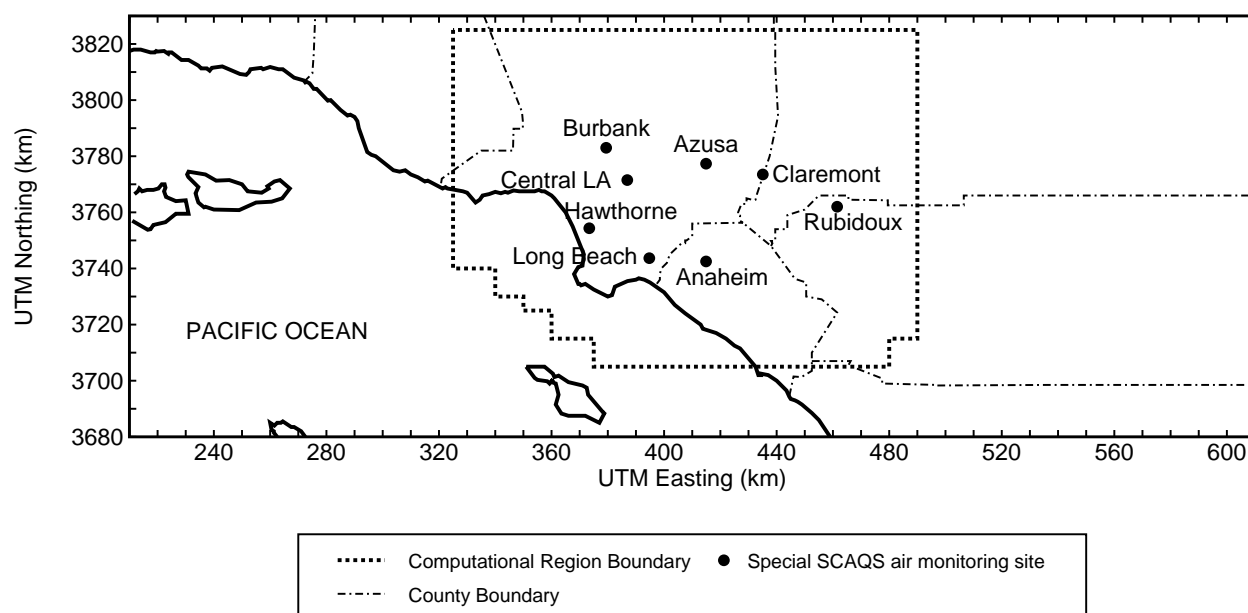 3820
3800
3780
3760
3740
3720
3700
3680
UTM Northing (km)
Burbank
Azusa
Central LA
Claremont
Hawthorne
Rubidoux
Long Beach
Anaheim
PACIFIC OCEAN
240 280 320 360 400 440 480 520 560 600
UTM Easting (km)
Computational Region Boundary
Special SCAQS air monitoring site
County Boundary